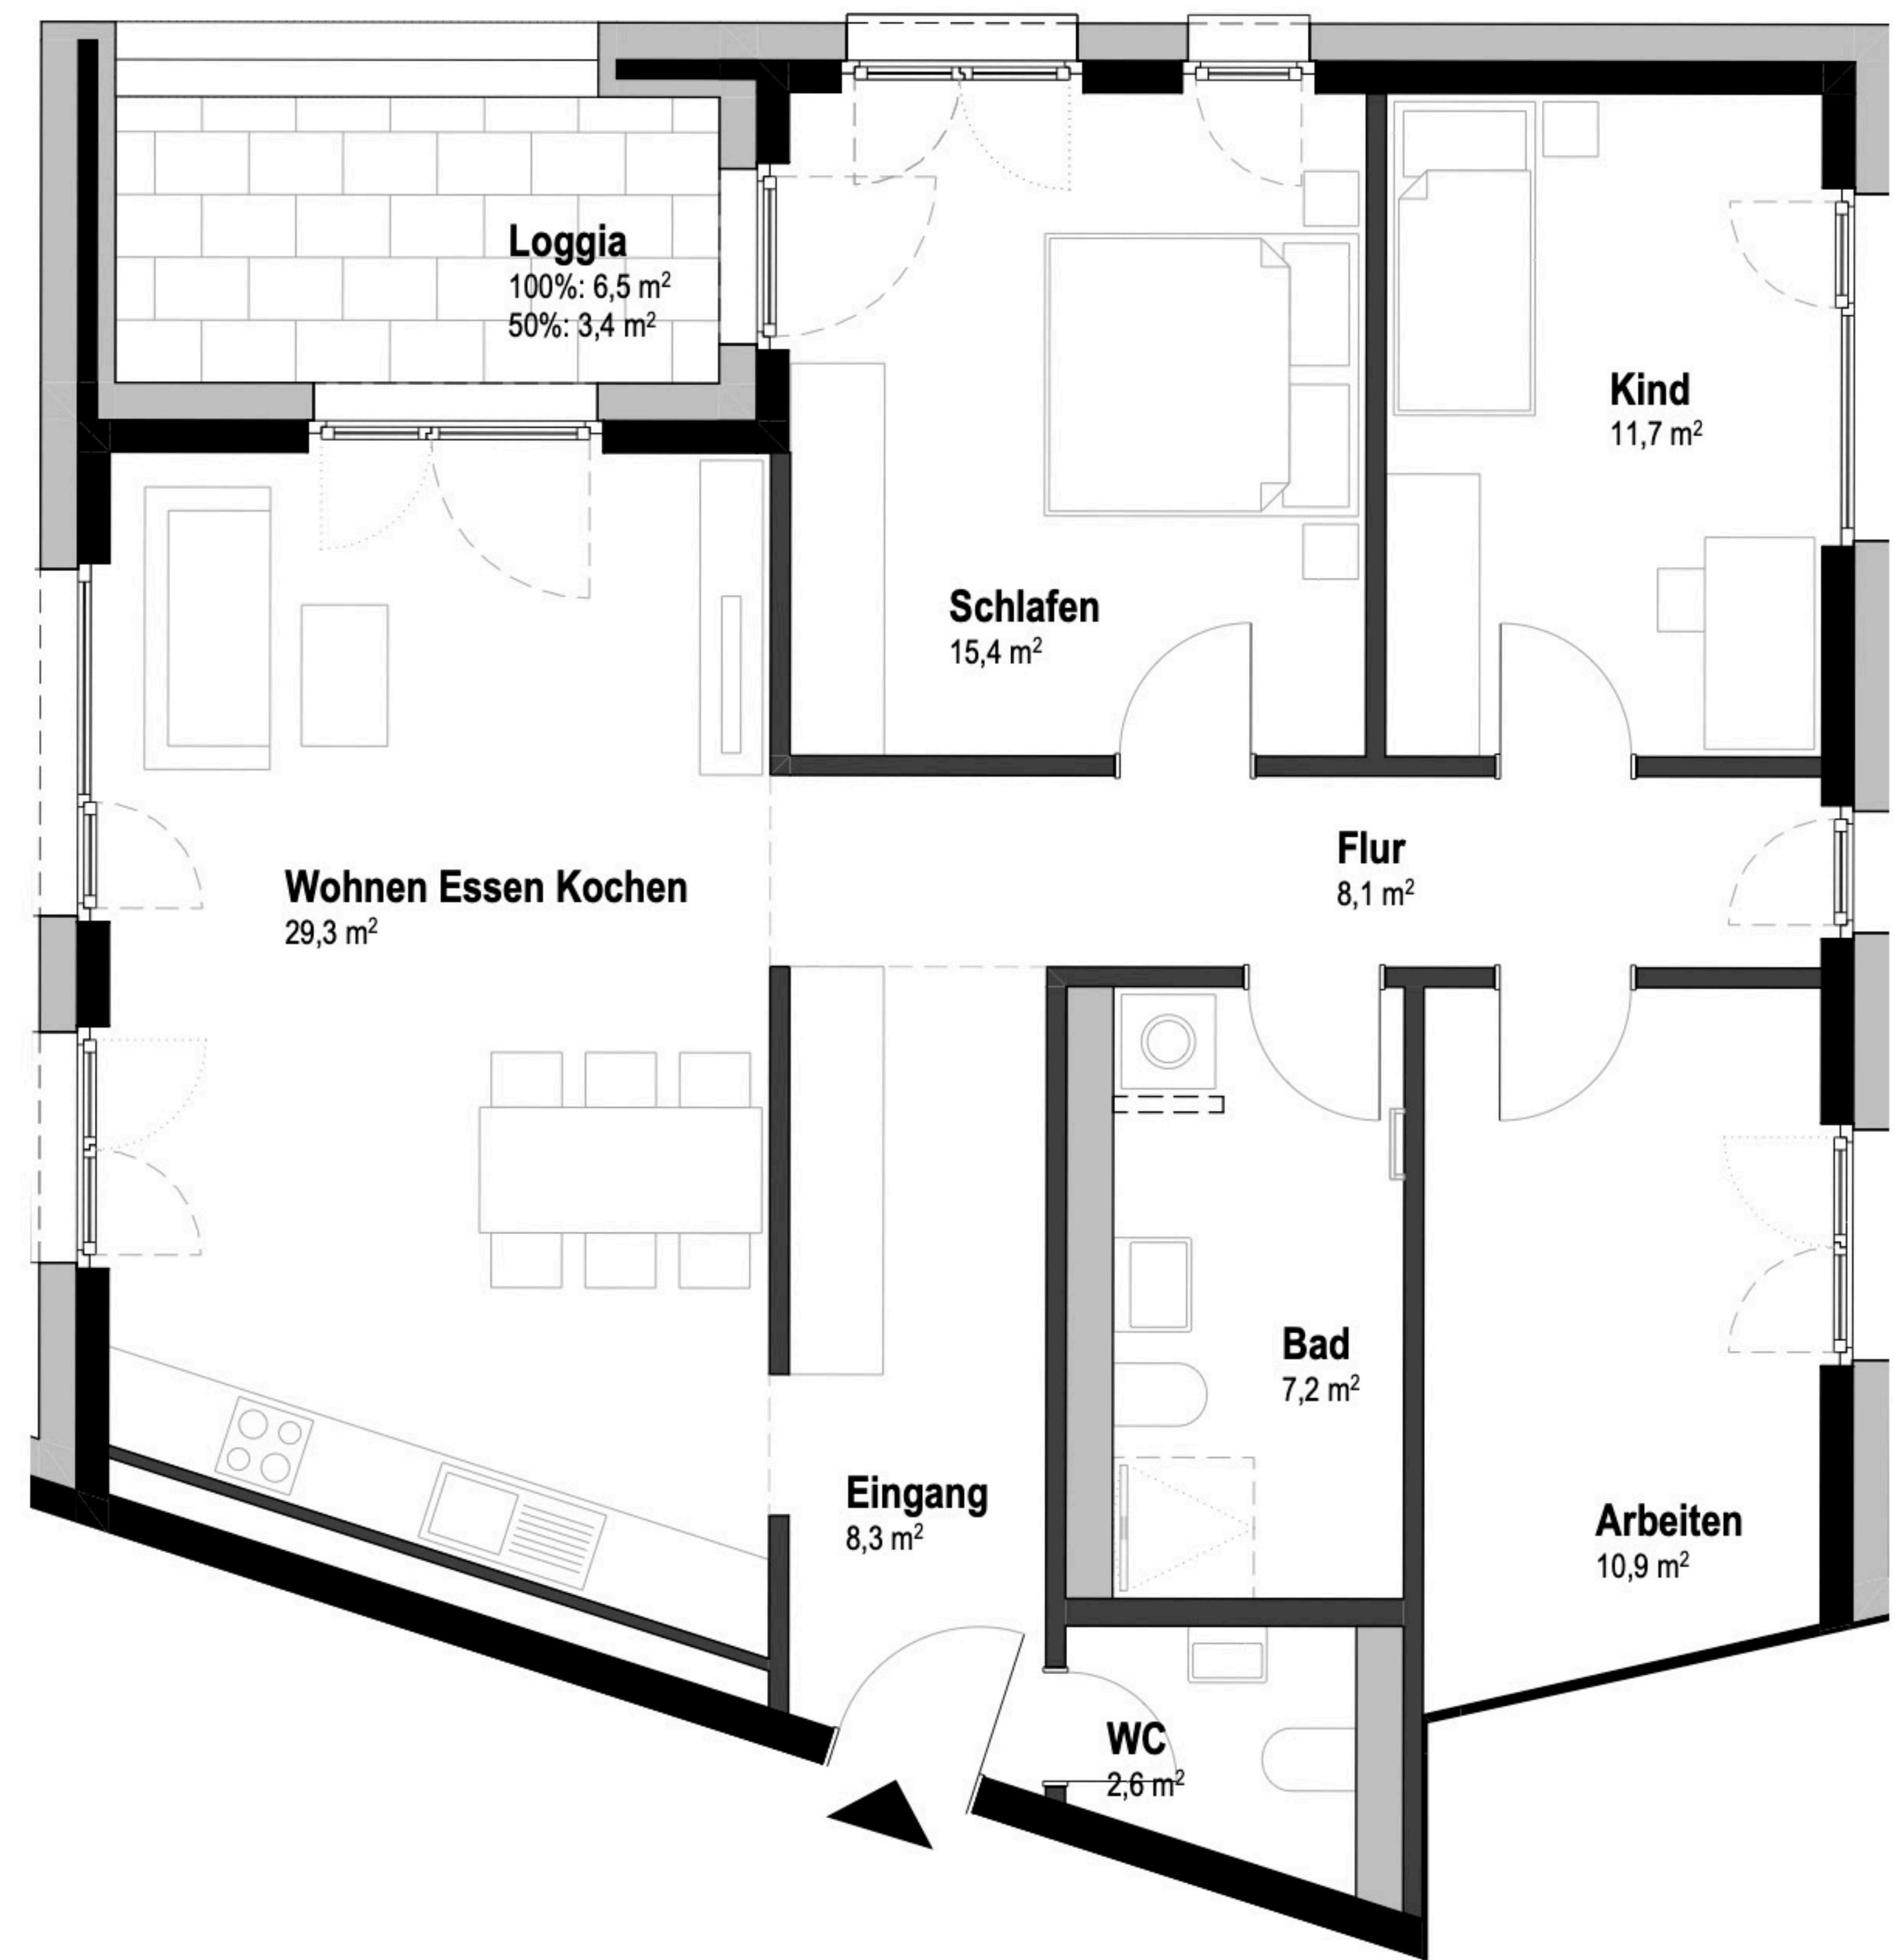 Loggia
100%: 6,5 m²
50%: 3,4 m²
Kind
11,7 m²
Schlafen
15,4 m²
Flur
8,1 m²
Wohnen Essen Kochen
29,3 m²
Bad
7,2 m²
Eingang
8,3 m²
Arbeiten
10,9 m²
WC
2,6 m²